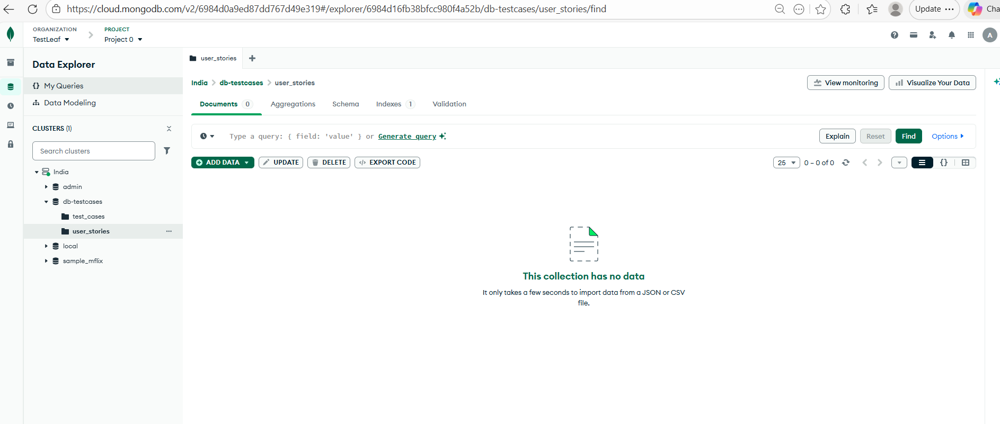 https://cloud.mongodb.com/v2/6984d0a9ed87dd767d49e319#/explorer/6984d16fb38bfcc980f4a52b/db-testcases/user_stories/find
Update
Cha
ORGANIZATION
TestLeaf
PROJECT
Project 0
A
Data Explorer
{} My Queries
Data Modeling
CLUSTERS (1)
Search clusters
India
admin
db-testcases
test_cases
user_stories
local
sample_mflix
user_stories
India > db-testcases > user_stories
View monitoring
Visualize Your Data
Documents 0
Aggregations
Schema
Indexes 1
Validation
Type a query: { field: 'value' } or Generate query
Explain
Reset
Find
Options
ADD DATA
UPDATE
DELETE
EXPORT CODE
25
0 – 0 of 0
{}
This collection has no data
It only takes a few seconds to import data from a JSON or CSV
file.